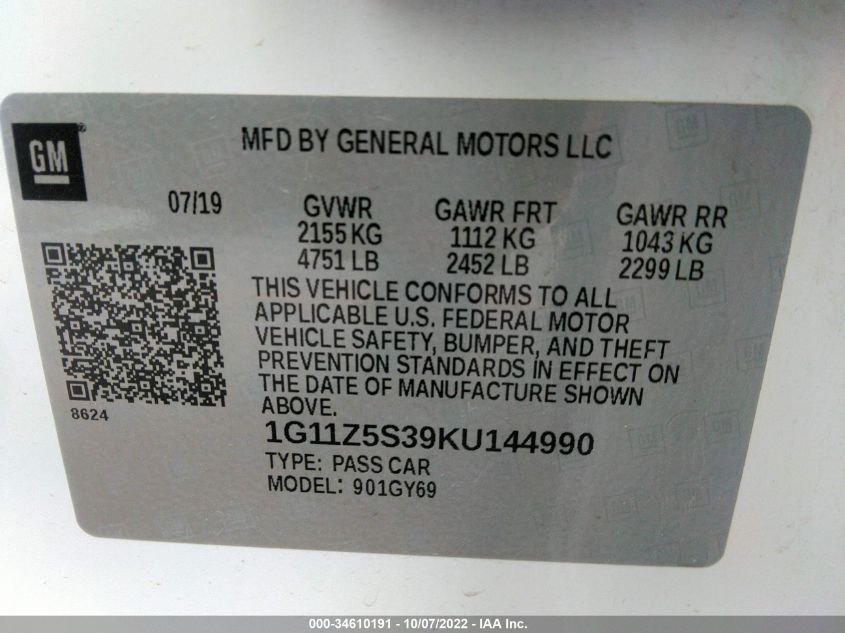 GM
MFD BY GENERAL MOTORS LLC
07/19 GVWR GAWR FRT GAWR RR
2155 KG 1112 KG 1043 KG
4751 LB 2452 LB 2299 LB
THIS VEHICLE CONFORMS TO ALL
APPLICABLE U.S. FEDERAL MOTOR
VEHICLE SAFETY, BUMPER, AND THEFT
PREVENTION STANDARDS IN EFFECT ON
THE DATE OF MANUFACTURE SHOWN
ABOVE.
8624
1G11Z5S39KU144990
TYPE: PASS CAR
MODEL: 901GY69
000-34610191 - 10/07/2022 - IAA Inc.